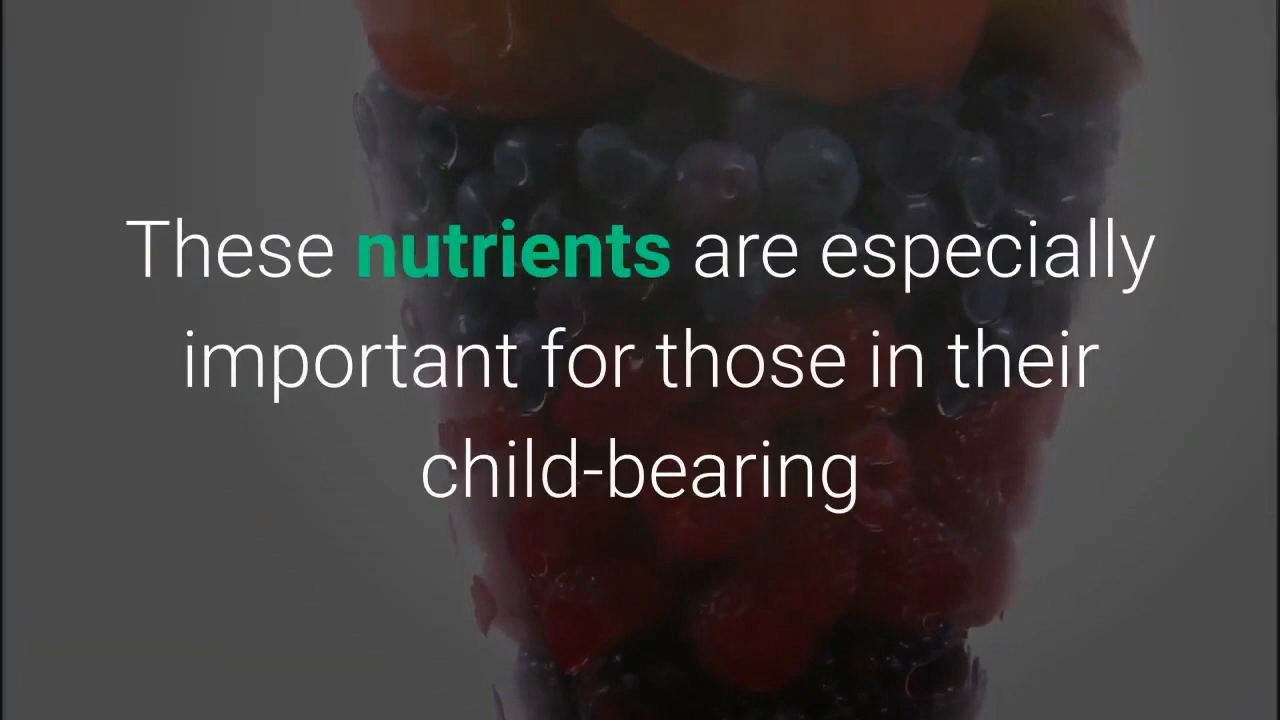 These nutrients are especially
important for those in their
child-bearing